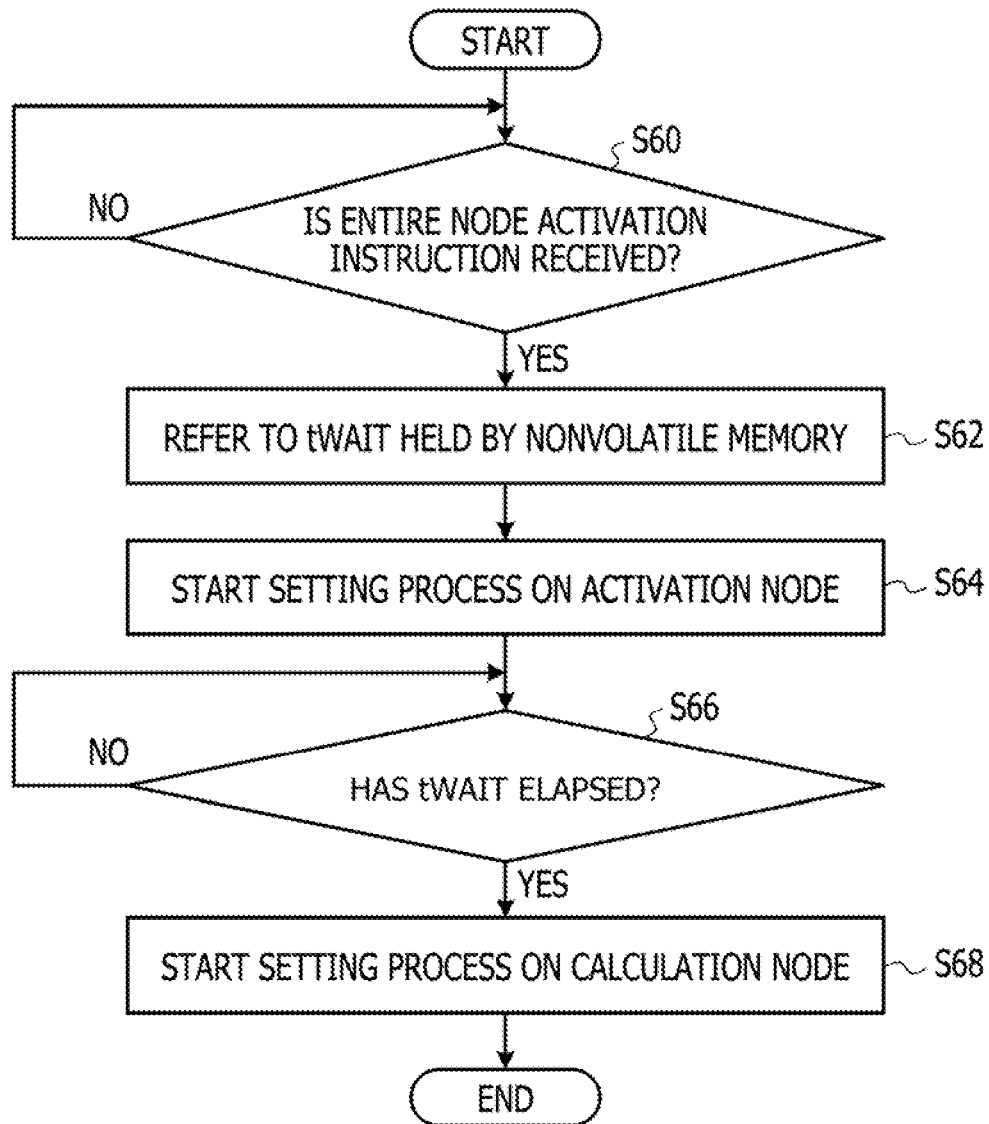 START
S60
NO
IS ENTIRE NODE ACTIVATION
INSTRUCTION RECEIVED?
YES
REFER TO tWAIT HELD BY NONVOLATILE MEMORY
S62
START SETTING PROCESS ON ACTIVATION NODE
S64
S66
NO
HAS tWAIT ELAPSED?
YES
START SETTING PROCESS ON CALCULATION NODE
S68
END